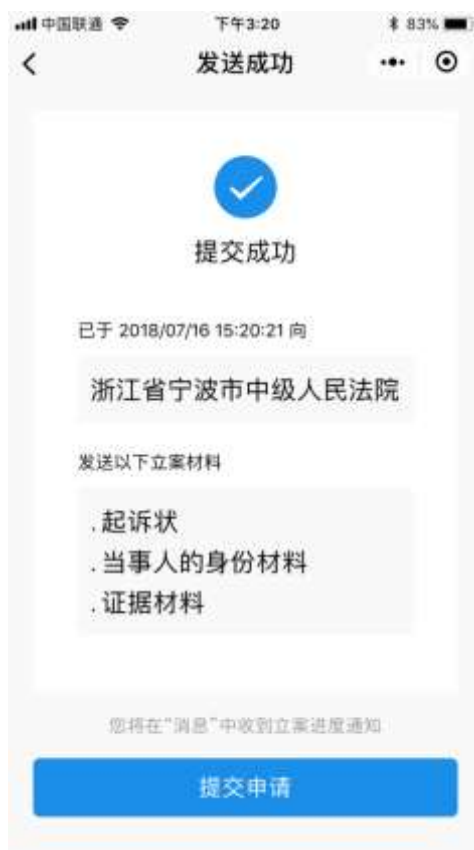 中国联通 下午3:20 83%
发送成功
提交成功
已于 2018/07/16 15:20:21 向
浙江省宁波市中级人民法院
发送以下立案材料
.起诉状
.当事人的身份材料
.证据材料
您将在“消息”中收到立案进度通知
提交申请